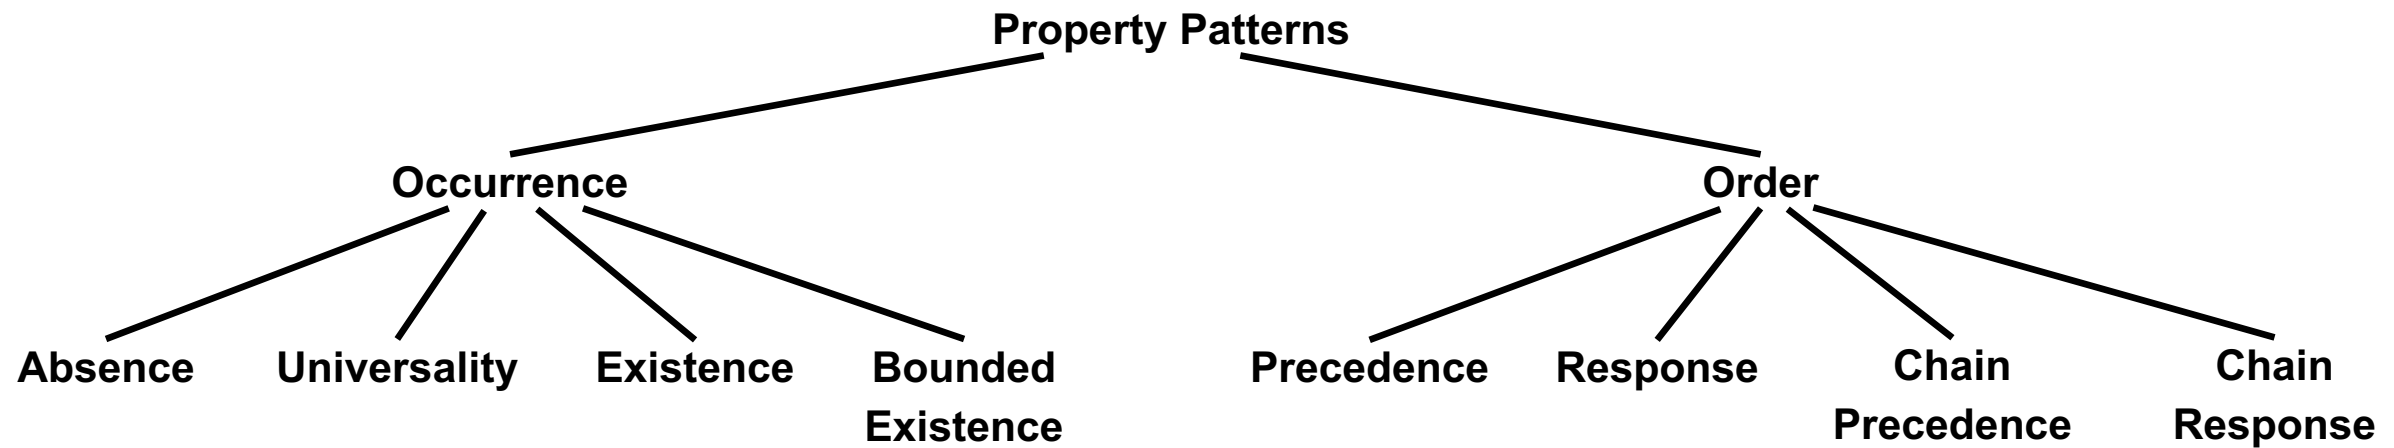 Property Patterns
Occurrence
Order
Absence
Universality
Existence
Bounded
Existence
Precedence
Response
Chain
Precedence
Chain
Response